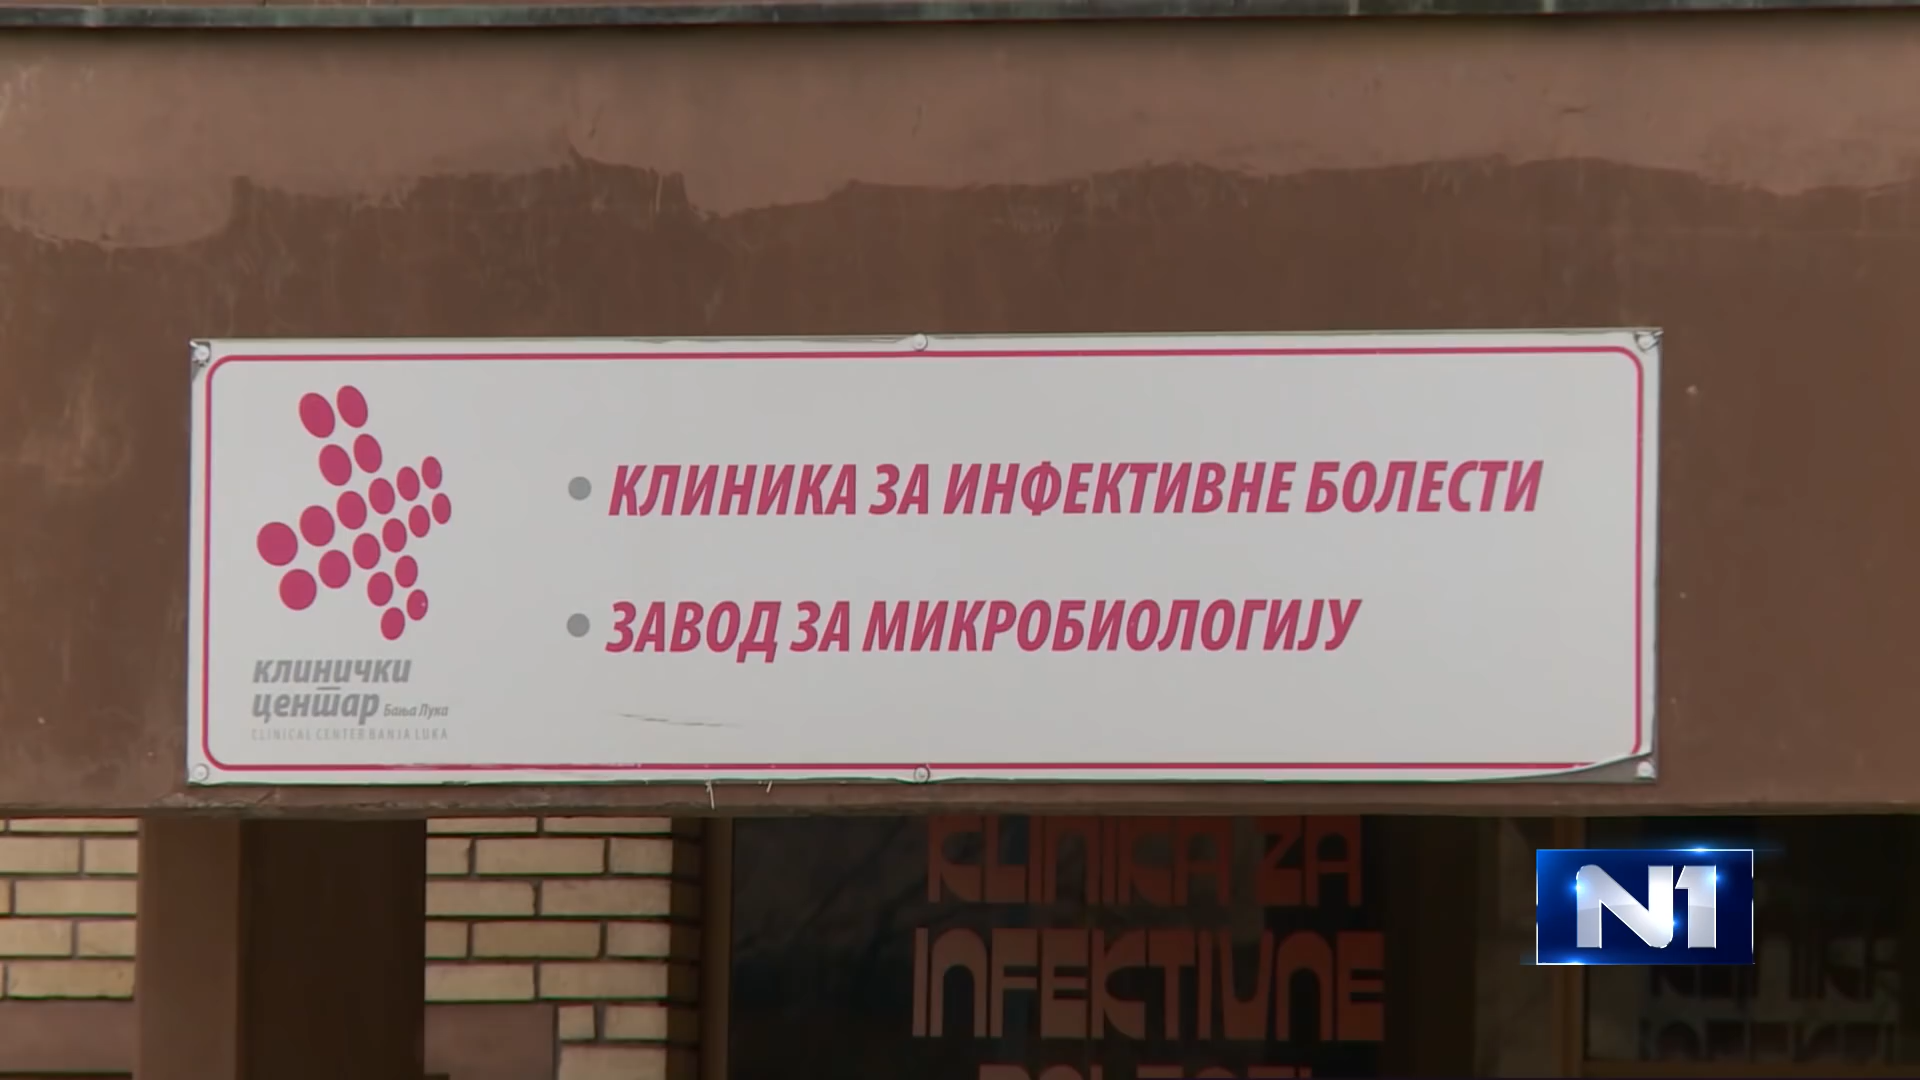 КЛИНИКА ЗА ИНФЕКТИВНЕ БОЛЕСТИ
ЗАВОД ЗА МИКРОБИОЛОГИЈУ
клинички
центар Бања Лука
CLINICAL CENTER BANJA LUKA
KLINIKA ZA
INFEKTIVNE
N1